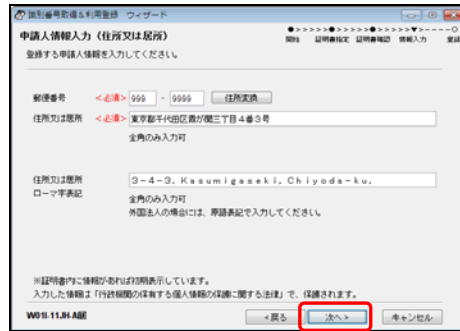 識別番号取得&利用登録 ウィザード
申請人情報入力（住所又は居所）
●>>>>>●>>>>>●>>>>>▼>----○
開始 証明書指定 証明書確認 情報入力 登録
登録する申請人情報を入力してください。
郵便番号 <必須> 999 - 9999 住所変換
住所又は居所 <必須> 東京都千代田区霞が関三丁目4番3号
全角のみ入力可
住所又は居所
ローマ字表記
3-4-3, Kasumigaseki, Chiyoda-ku,
全角のみ入力可
外国法人の場合には、原語表記で入力してください。
※証明書内に情報があれば初期表示しています。
入力した情報は「行政機関の保有する個人情報の保護に関する法律」で、保護されます。
W011-11.JH-A画 <戻る 次へ> キャンセル